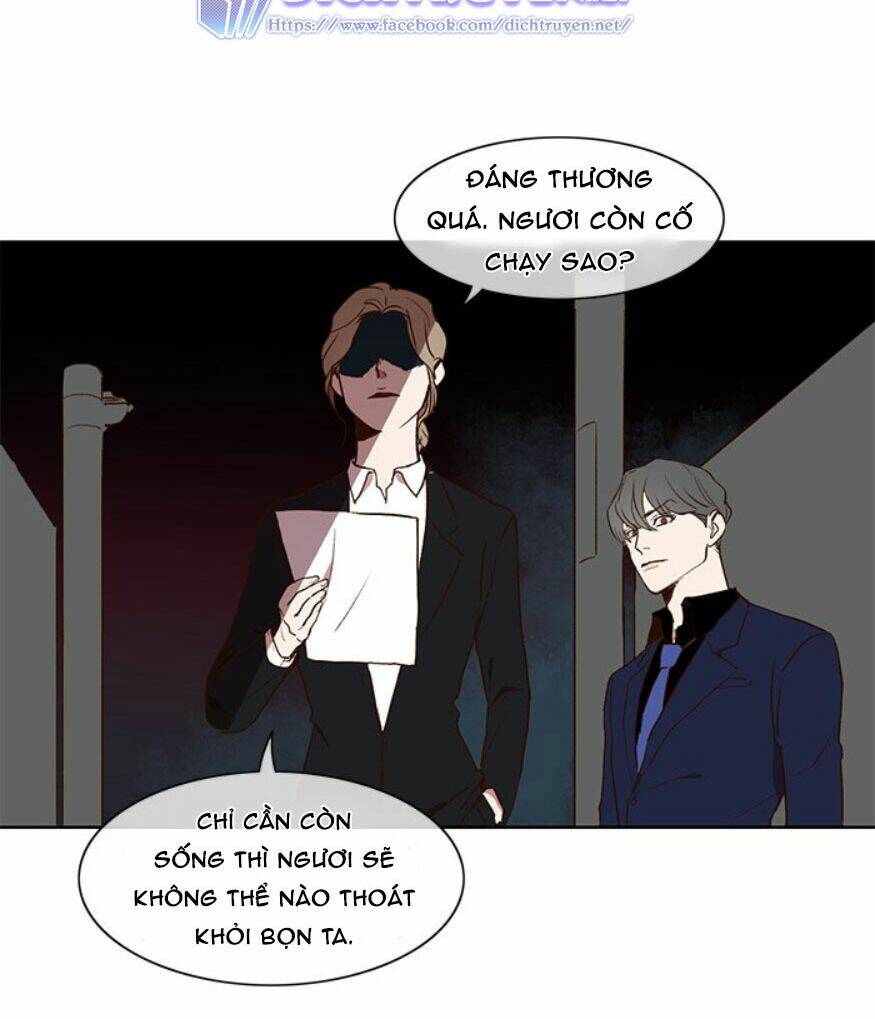 Https://www.facebook.com/dichtruyen.net/
ĐÁNG THƯƠNG
QUÁ. NGƯƠI CÒN CỐ
CHẠY SAO?
CHỈ CẦN CÒN
SỐNG THÌ NGƯƠI SẼ
KHÔNG THỂ NÀO THOÁT
KHỎI BỌN TA.